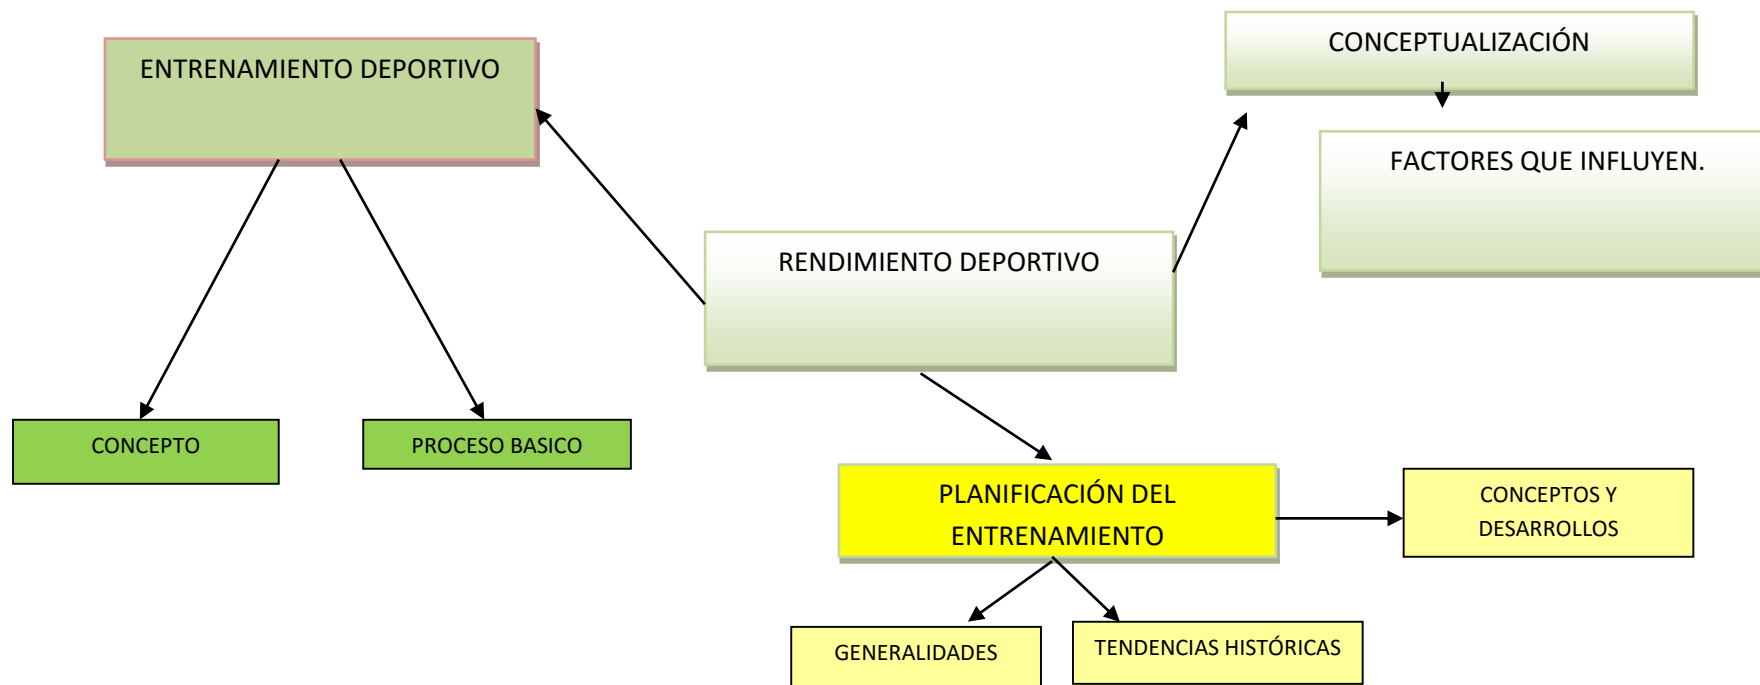 CONCEPTUALIZACIÓN
ENTRENAMIENTO DEPORTIVO
FACTORES QUE INFLUYEN.
RENDIMIENTO DEPORTIVO
CONCEPTO
PROCESO BASICO
PLANIFICACIÓN DEL
ENTRENAMIENTO
CONCEPTOS Y
DESARROLLOS
GENERALIDADES
TENDENCIAS HISTÓRICAS